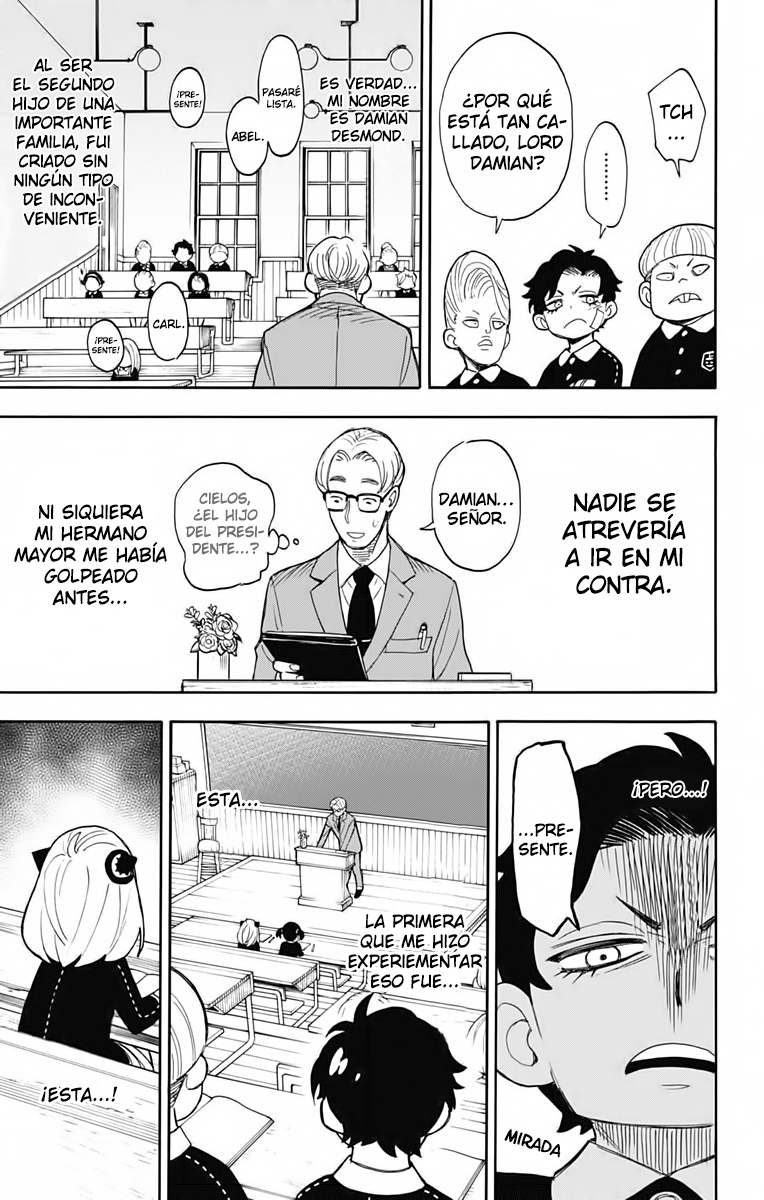 TCH
...
.........
¿POR QUÉ
ESTÁ TAN CA-
LLADO, LORD
DAMIAN?
ES VERDAD...
MI NOMBRE
ES DAMIAN
DESMOND.
PASARÉ
LISTA.
ABEL.
¡PRE-
SENTE!
AL SER
EL SEGUNDO
HIJO DE UNA
IMPORTANTE
FAMILIA, FUI
CRIADO SIN
NINGÚN TIPO
DE INCON-
VENIENTE.
CARL.
¡PRE-
SENTE!
NADIE SE
ATREVERÍA
A IR EN MI
CONTRA.
DAMIAN...
SEÑOR.
CIELOS,
¿EL HIJO
DEL PRESI-
DENTE...?
NI SIQUIERA
MI HERMANO
MAYOR ME HABÍA
GOLPEADO
ANTES...
¡PERO...!
...PRE-
SENTE.
MIRADA
ESTA...
LA PRIMERA
QUE ME HIZO
EXPERIEMENTAR
ESO FUE...
¡ESTA...!